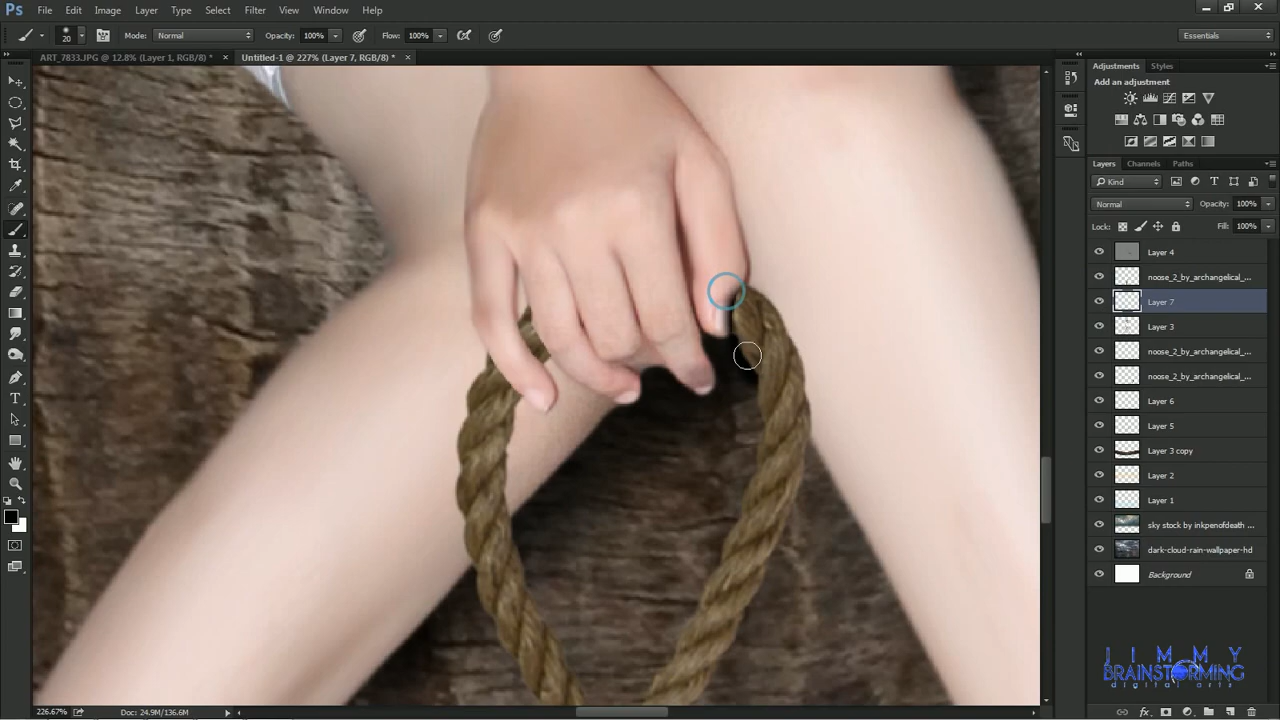 Ps File Edit Image Layer Type Select Filter View Window Help
20 Mode: Normal Opacity: 100% Flow: 100% Essentials
ART_7833.JPG @ 12.8% (Layer 1, RGB/8) * × Untitled-1 @ 227% (Layer 7, RGB/8) * ×
Adjustments Styles
Add an adjustment
Layers Channels Paths
Kind
Normal Opacity: 100%
Lock: Fill: 100%
Layer 4
noose_2_by_archangelical_...
Layer 7
Layer 3
noose_2_by_archangelical_...
noose_2_by_archangelical_...
Layer 6
Layer 5
Layer 3 copy
Layer 2
Layer 1
sky stock by inkpenofdeath ...
dark-cloud-rain-wallpaper-hd
Background
JIMMY
BRAINSTORMING
digital arts
226.67% Doc: 24.9M/136.6M
fx